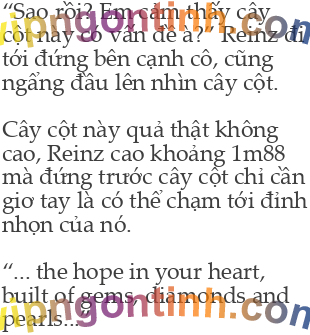 “Sao rồi? Em cảm thấy cây
cột này có vấn đề à?” Reinz đi
tới đứng bên cạnh cô, cũng
ngẩng đầu lên nhìn cây cột.
Cây cột này quả thật không
cao, Reinz cao khoảng 1m88
mà đứng trước cây cột chỉ cần
giơ tay là có thể chạm tới đỉnh
nhọn của nó.
“... the hope in your heart,
built of gems, diamonds and
pearls...”
vipngontinh.com
vipngontinh.com